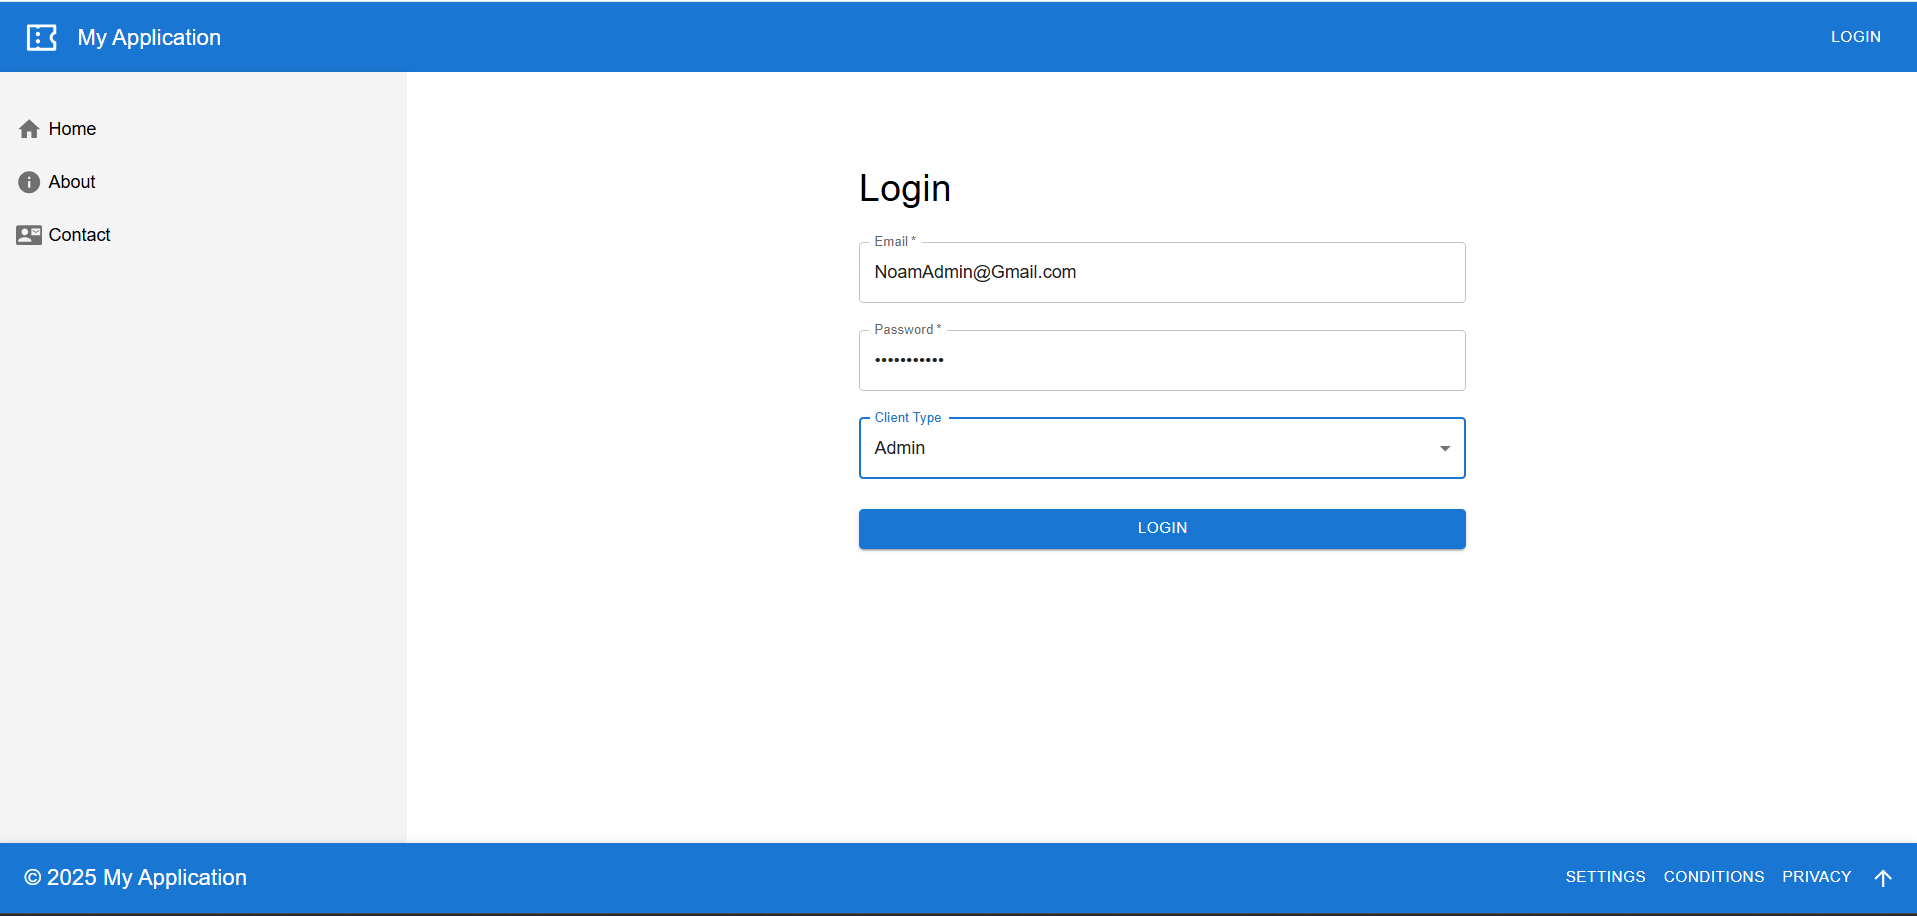 My Application
LOGIN
Home
About
Contact
Login
Email *
NoamAdmin@Gmail.com
Password *
•••••••••••
Client Type
Admin
LOGIN
© 2025 My Application
SETTINGS CONDITIONS PRIVACY